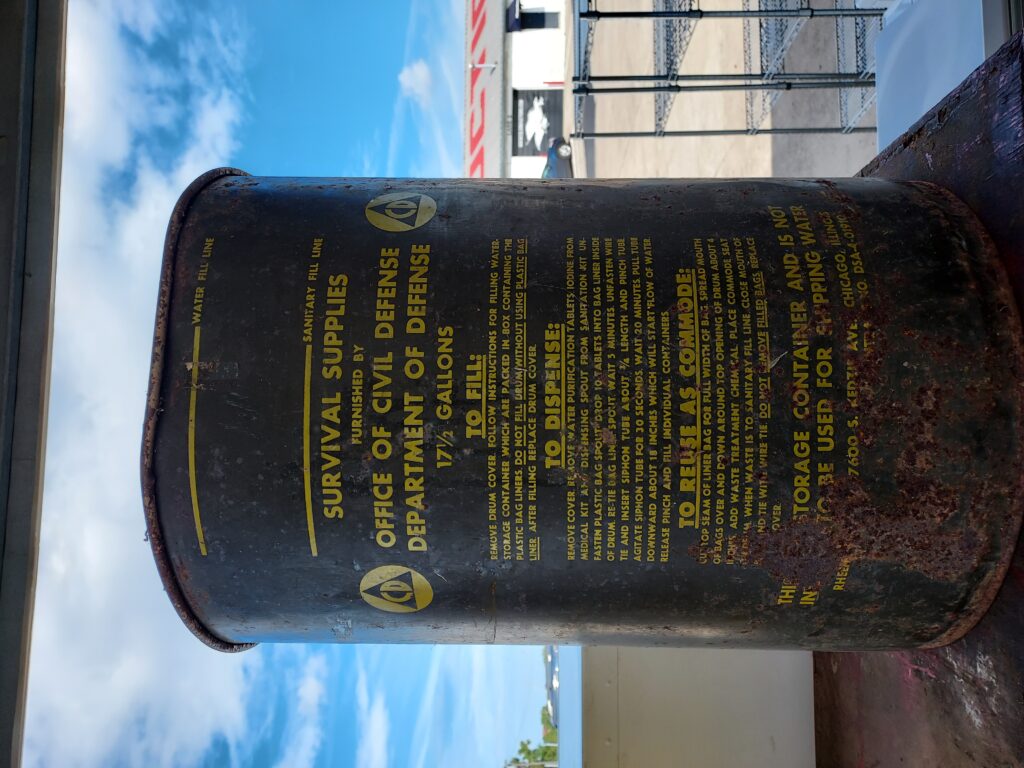 WATER FILL LINE
SANITARY FILL LINE
SURVIVAL SUPPLIES
FURNISHED BY
OFFICE OF CIVIL DEFENSE
DEPARTMENT OF DEFENSE
CD
CD
17½ GALLONS
TO FILL:
REMOVE DRUM COVER. FOLLOW INSTRUCTIONS FOR FILLING WATER
STORAGE CONTAINER WHICH ARE PACKED IN BOX CONTAINING THE
PLASTIC BAG LINERS. DO NOT FILL DRUM WITHOUT USING PLASTIC BAG
LINER AFTER FILLING REPLACE DRUM COVER
TO DISPENSE:
REMOVE COVER. REMOVE WATER PURIFICATION TABLETS IODINE FROM
MEDICAL KIT AND DISPENSING SPOUT FROM SANITATION KIT UN-
FASTEN PLASTIC BAG SPOUT DROP 10 TABLETS INTO BAG LINER INSIDE
OF DRUM RE-TIE BAG LINER SPOUT WAIT 5 MINUTES UNFASTEN WIRE
TIE AND INSERT SIPHON TUBE ABOUT ¾ LENGTH AND PINCH TUBE
AGITATE SIPHON TUBE FOR 30 SECONDS. WAIT 20 MINUTES PULL TUBE
DOWNWARD ABOUT 18 INCHES WHICH WILL START FLOW OF WATER
RELEASE PINCH AND FILL INDIVIDUAL CONTAINERS
TO REUSE AS COMMODE:
TOP SEAM OF LINER BAG FOR FULL WIDTH OF BAG SPREAD MOUTH
OF BAGS OVER AND DOWN AROUND TOP OPENING OF DRUM ABOUT 4
ADD WASTE TREATMENT CHEMICAL. PLACE COMMODE SEAT
WHEN WASTE IS TO SANITARY FILL LINE CLOSE MOUTH OF
AND TIE WITH WIRE TIE DO NOT REMOVE FILLED BAGS REPLACE
COVER.
STORAGE CONTAINER AND IS NOT
TO BE USED FOR SHIPPING WATER
7600 S. KEDZIE AVE. CHICAGO,